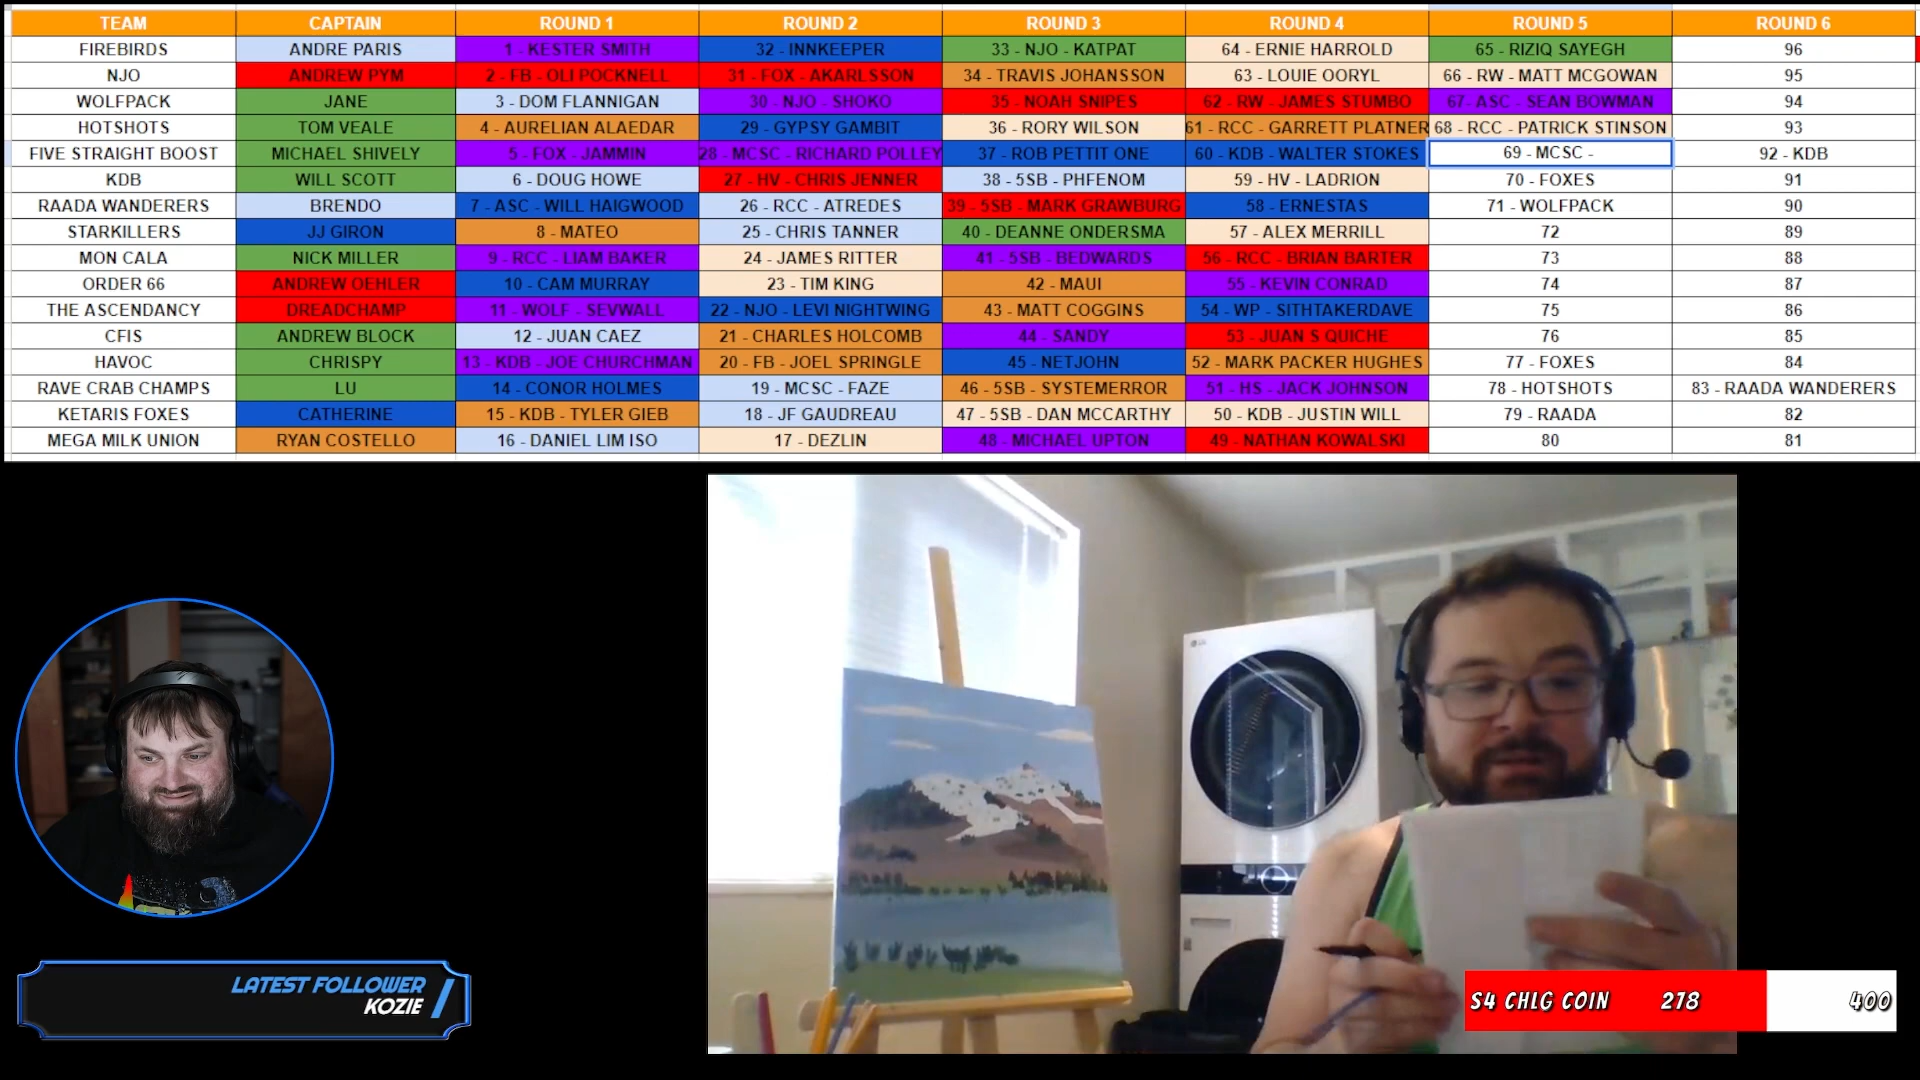 TEAM CAPTAIN ROUND 1 ROUND 2 ROUND 3 ROUND 4 ROUND 5 ROUND 6
FIREBIRDS ANDRE PARIS 1 - KESTER SMITH 32 - INNKEEPER 33 - NJO - KATPAT 64 - ERNIE HARROLD 65 - RIZIQ SAYEGH 96
NJO ANDREW PYM 2 - FB - OLI POCKNELL 31 - FOX - AKARLSSON 34 - TRAVIS JOHANSSON 63 - LOUIE OORYL 66 - RW - MATT MCGOWAN 95
WOLFPACK JANE 3 - DOM FLANNIGAN 30 - NJO - SHOKO 35 - NOAH SNIPES 62 - RW - JAMES STUMBO 67- ASC - SEAN BOWMAN 94
HOTSHOTS TOM VEALE 4 - AURELIAN ALAEDAR 29 - GYPSY GAMBIT 36 - RORY WILSON 61 - RCC - GARRETT PLATNER 68 - RCC - PATRICK STINSON 93
FIVE STRAIGHT BOOST MICHAEL SHIVELY 5 - FOX - JAMMIN 28 - MCSC - RICHARD POLLEY 37 - ROB PETTIT ONE 60 - KDB - WALTER STOKES 69 - MCSC - 92 - KDB
KDB WILL SCOTT 6 - DOUG HOWE 27 - HV - CHRIS JENNER 38 - 5SB - PHFENOM 59 - HV - LADRION 70 - FOXES 91
RAADA WANDERERS BRENDO 7 - ASC - WILL HAIGWOOD 26 - RCC - ATREDES 39 - 5SB - MARK GRAWBURG 58 - ERNESTAS 71 - WOLFPACK 90
STARKILLERS JJ GIRON 8 - MATEO 25 - CHRIS TANNER 40 - DEANNE ONDERSMA 57 - ALEX MERRILL 72 89
MON CALA NICK MILLER 9 - RCC - LIAM BAKER 24 - JAMES RITTER 41 - 5SB - BEDWARDS 56 - RCC - BRIAN BARTER 73 88
ORDER 66 ANDREW OEHLER 10 - CAM MURRAY 23 - TIM KING 42 - MAUI 55 - KEVIN CONRAD 74 87
THE ASCENDANCY DREADCHAMP 11 - WOLF - SEVWALL 22 - NJO - LEVI NIGHTWING 43 - MATT COGGINS 54 - WP - SITHTAKERDAVE 75 86
CFIS ANDREW BLOCK 12 - JUAN CAEZ 21 - CHARLES HOLCOMB 44 - SANDY 53 - JUAN S QUICHE 76 85
HAVOC CHRISPY 13 - KDB - JOE CHURCHMAN 20 - FB - JOEL SPRINGLE 45 - NETJOHN 52 - MARK PACKER HUGHES 77 - FOXES 84
RAVE CRAB CHAMPS LU 14 - CONOR HOLMES 19 - MCSC - FAZE 46 - 5SB - SYSTEMERROR 51 - HS - JACK JOHNSON 78 - HOTSHOTS 83 - RAADA WANDERERS
KETARIS FOXES CATHERINE 15 - KDB - TYLER GIEB 18 - JF GAUDREAU 47 - 5SB - DAN MCCARTHY 50 - KDB - JUSTIN WILL 79 - RAADA 82
MEGA MILK UNION RYAN COSTELLO 16 - DANIEL LIM ISO 17 - DEZLIN 48 - MICHAEL UPTON 49 - NATHAN KOWALSKI 80 81
LG
LATEST FOLLOWER
KOZIE
S4 CHLG COIN 278 400